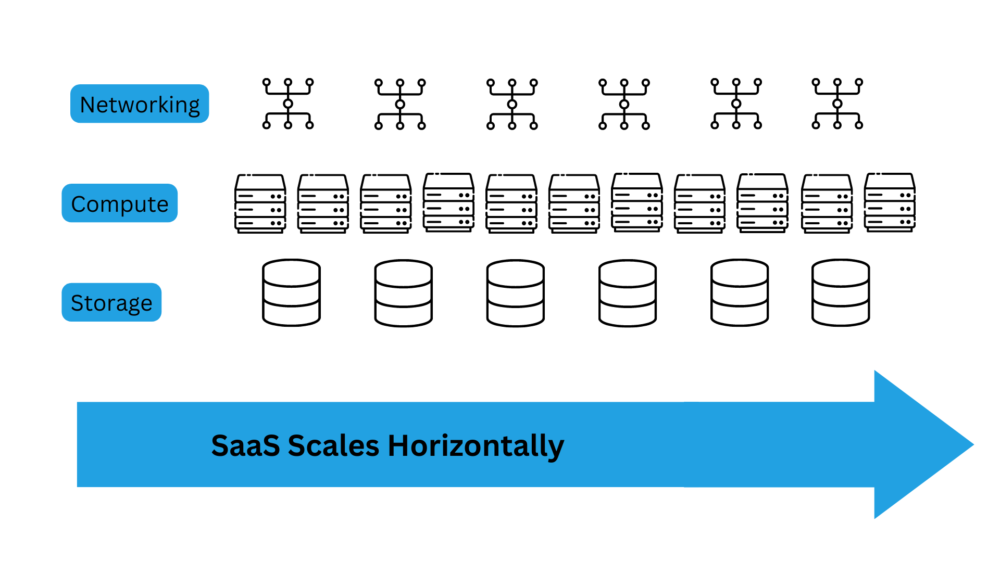 Networking
Compute
Storage
SaaS Scales Horizontally